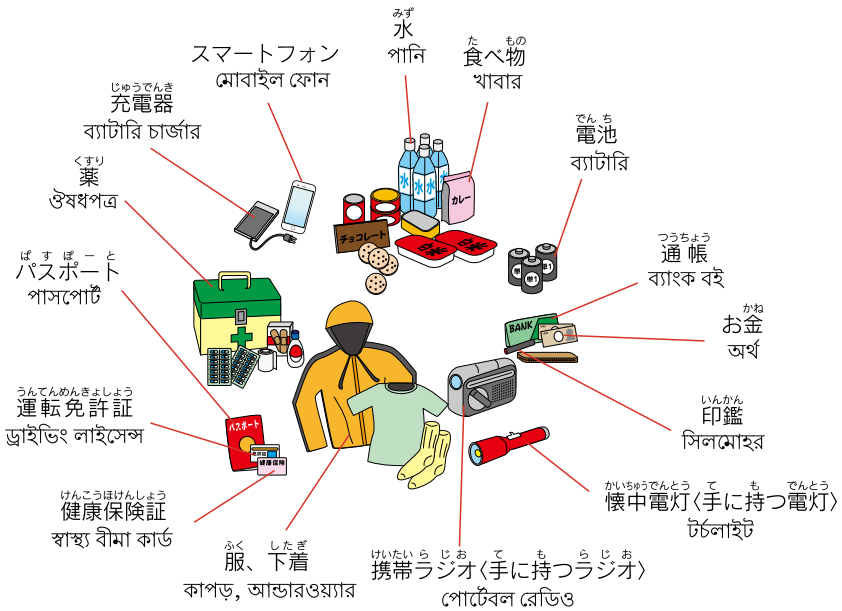 みず
水
পানি
スマートフォン
মোবাইল ফোন
た もの
食べ物
খাবার
じゅうでんき
充電器
ব্যাটারি চার্জার
でん ち
電池
ব্যাটারি
くすり
薬
ঔষধপত্র
つうちょう
通帳
ব্যাংক বই
ぱ す ぽ ー と
パスポート
পাসপোর্ট
かね
お金
অর্থ
うんてんめんきょしょう
運転免許証
ড্রাইভিং লাইসেন্স
いんかん
印鑑
সিলমোহর
けんこうほけんしょう
健康保険証
স্বাস্থ্য বীমা কার্ড
かいちゅうでんとう て も でんとう
懐中電灯〈手に持つ電灯〉
টর্চলাইট
ふく したぎ
服、下着
কাপড়, আন্ডারওয়্যার
けいたい ら じ お て も ら じ お
携帯ラジオ〈手に持つラジオ〉
পোর্টেবল রেডিও
水 水 水 水
カレー
チョコレート
単1 単1 単1
BANK
パスポート
健康保険